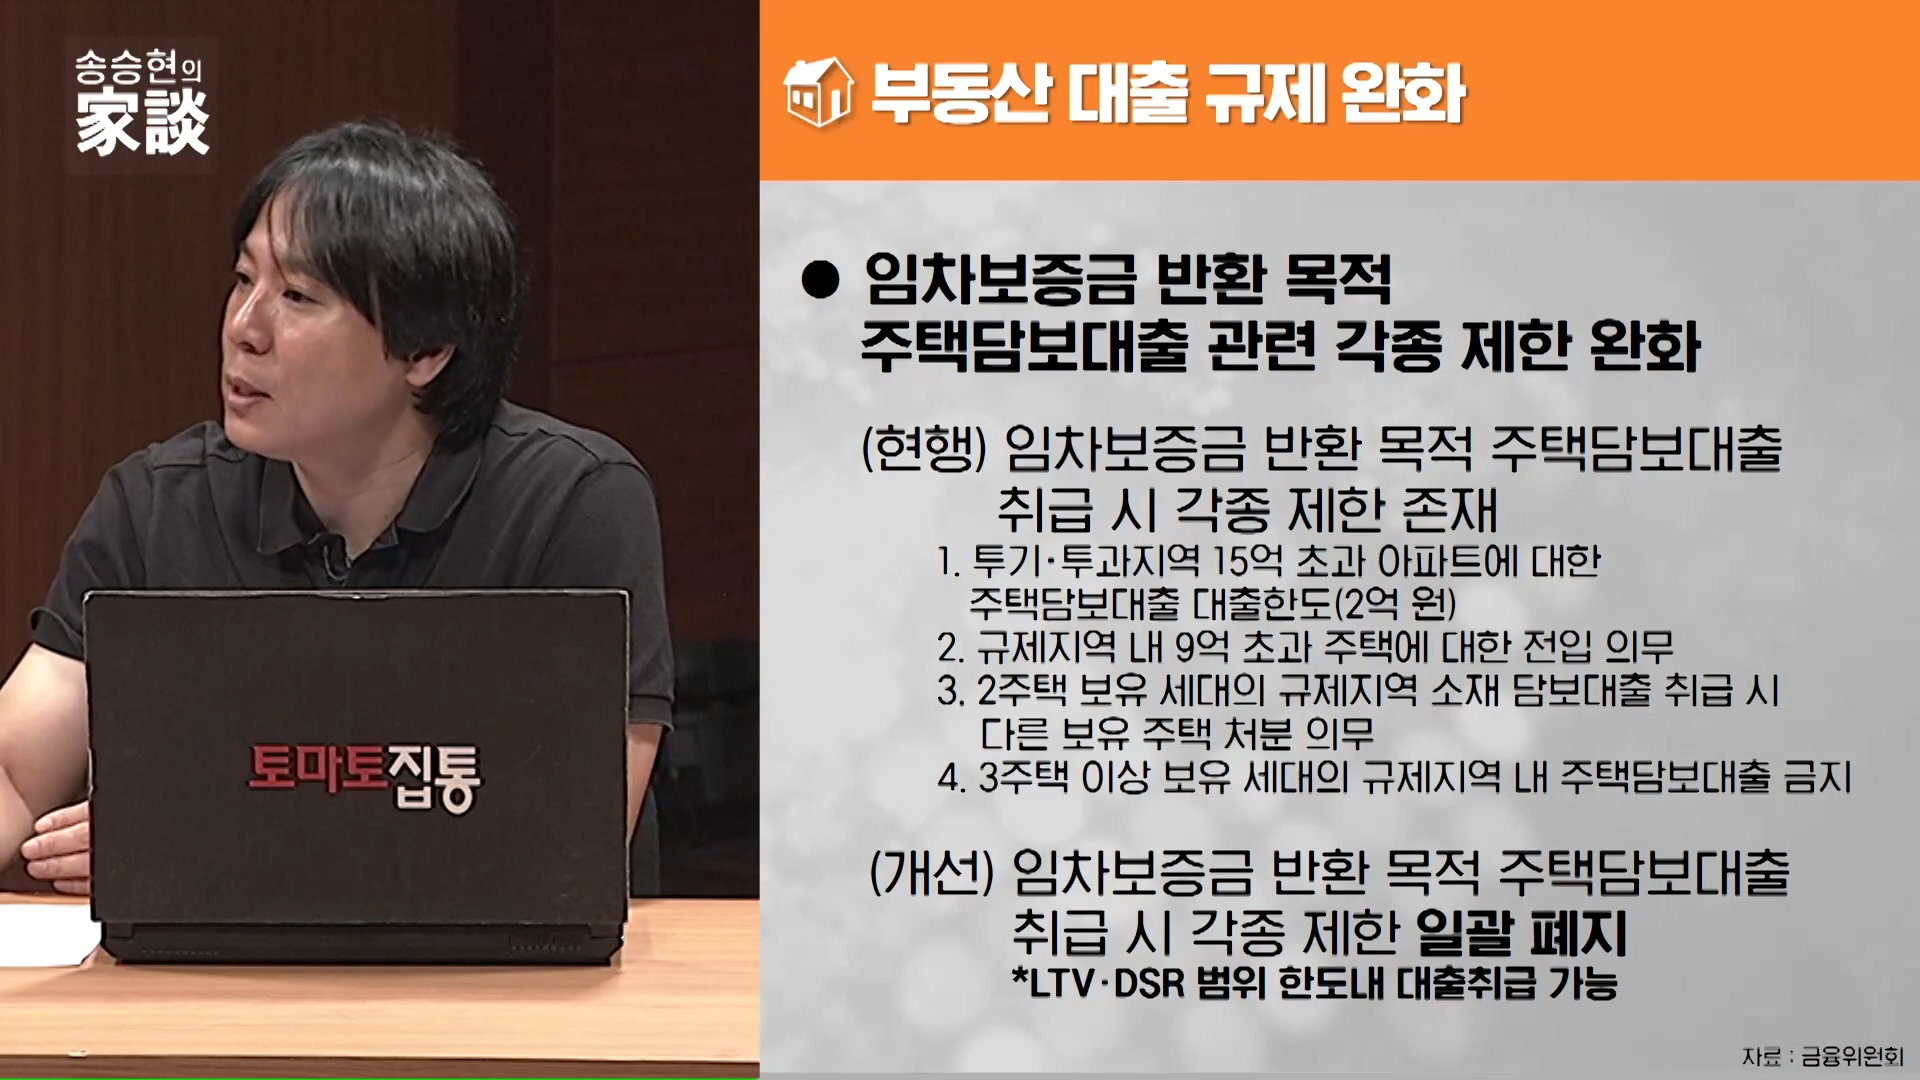 송승현의
家談
부동산 대출 규제 완화
● 임차보증금 반환 목적
주택담보대출 관련 각종 제한 완화
(현행) 임차보증금 반환 목적 주택담보대출
취급 시 각종 제한 존재
1. 투기·투과지역 15억 초과 아파트에 대한
주택담보대출 대출한도(2억 원)
2. 규제지역 내 9억 초과 주택에 대한 전입 의무
3. 2주택 보유 세대의 규제지역 소재 담보대출 취급 시
다른 보유 주택 처분 의무
4. 3주택 이상 보유 세대의 규제지역 내 주택담보대출 금지
(개선) 임차보증금 반환 목적 주택담보대출
취급 시 각종 제한 일괄 폐지
*LTV·DSR 범위 한도내 대출취급 가능
자료 : 금융위원회
토마토집통